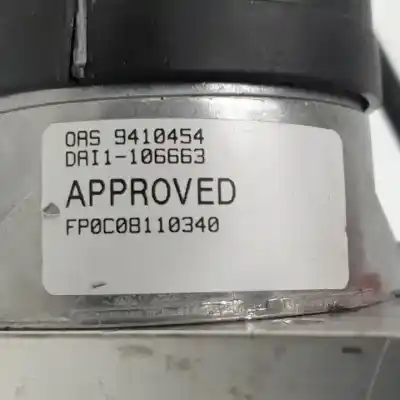 OAS 9410454
DAI1-106663
APPROVED
FP0C08110340